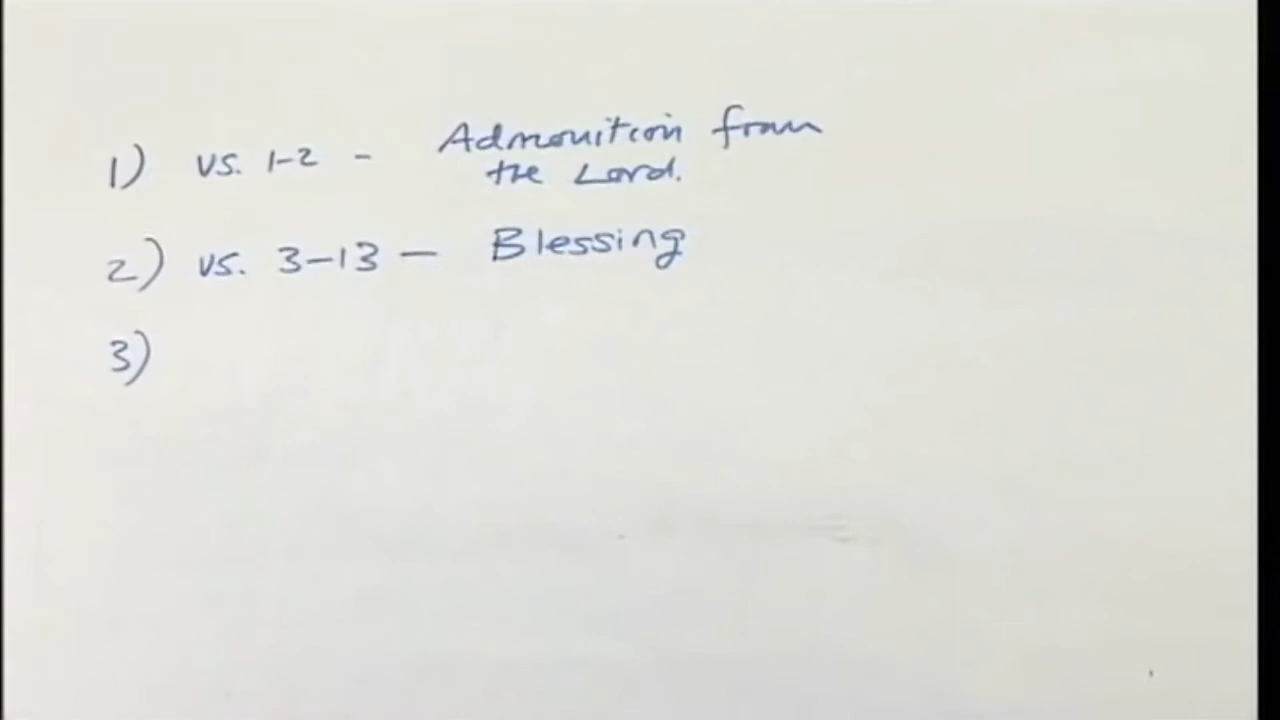 1) vs. 1-2 - Admonition from
the Lord.
2) vs. 3-13 - Blessing
3)